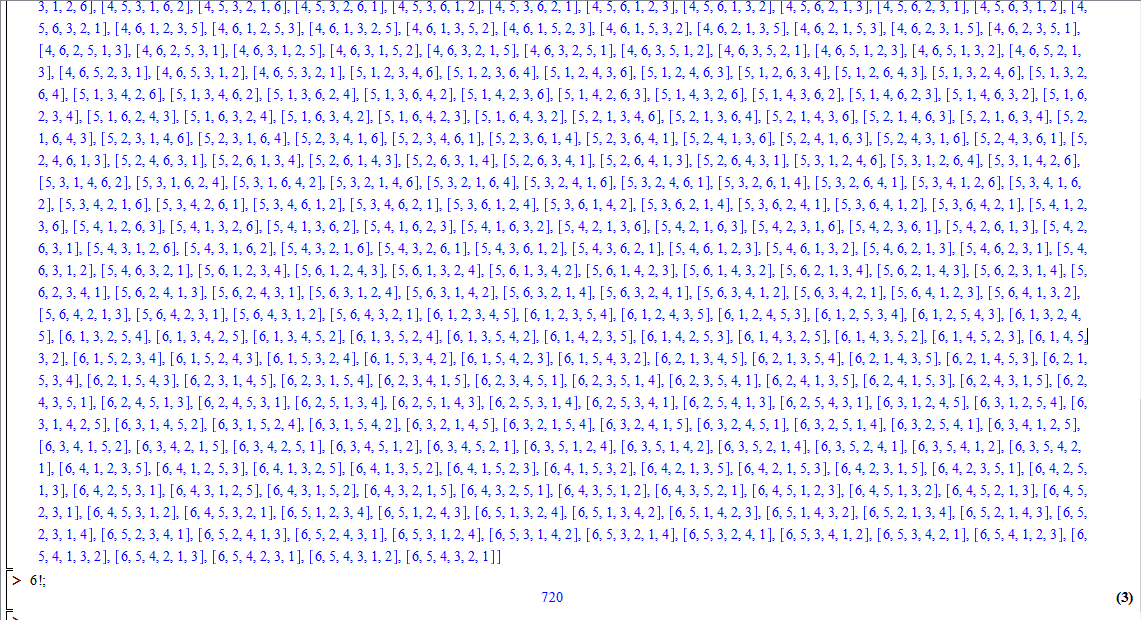 3, 1, 2, 6], [4, 5, 3, 1, 6, 2], [4, 5, 3, 2, 1, 6], [4, 5, 3, 2, 6, 1], [4, 5, 3, 6, 1, 2], [4, 5, 3, 6, 2, 1], [4, 5, 6, 1, 2, 3], [4, 5, 6, 1, 3, 2], [4, 5, 6, 2, 1, 3], [4, 5, 6, 2, 3, 1], [4, 5, 6, 3, 1, 2], [4,
5, 6, 3, 2, 1], [4, 6, 1, 2, 3, 5], [4, 6, 1, 2, 5, 3], [4, 6, 1, 3, 2, 5], [4, 6, 1, 3, 5, 2], [4, 6, 1, 5, 2, 3], [4, 6, 1, 5, 3, 2], [4, 6, 2, 1, 3, 5], [4, 6, 2, 1, 5, 3], [4, 6, 2, 3, 1, 5], [4, 6, 2, 3, 5, 1],
[4, 6, 2, 5, 1, 3], [4, 6, 2, 5, 3, 1], [4, 6, 3, 1, 2, 5], [4, 6, 3, 1, 5, 2], [4, 6, 3, 2, 1, 5], [4, 6, 3, 2, 5, 1], [4, 6, 3, 5, 1, 2], [4, 6, 3, 5, 2, 1], [4, 6, 5, 1, 2, 3], [4, 6, 5, 1, 3, 2], [4, 6, 5, 2, 1,
3], [4, 6, 5, 2, 3, 1], [4, 6, 5, 3, 1, 2], [4, 6, 5, 3, 2, 1], [5, 1, 2, 3, 4, 6], [5, 1, 2, 3, 6, 4], [5, 1, 2, 4, 3, 6], [5, 1, 2, 4, 6, 3], [5, 1, 2, 6, 3, 4], [5, 1, 2, 6, 4, 3], [5, 1, 3, 2, 4, 6], [5, 1, 3, 2,
6, 4], [5, 1, 3, 4, 2, 6], [5, 1, 3, 4, 6, 2], [5, 1, 3, 6, 2, 4], [5, 1, 3, 6, 4, 2], [5, 1, 4, 2, 3, 6], [5, 1, 4, 2, 6, 3], [5, 1, 4, 3, 2, 6], [5, 1, 4, 3, 6, 2], [5, 1, 4, 6, 2, 3], [5, 1, 4, 6, 3, 2], [5, 1, 6,
2, 3, 4], [5, 1, 6, 2, 4, 3], [5, 1, 6, 3, 2, 4], [5, 1, 6, 3, 4, 2], [5, 1, 6, 4, 2, 3], [5, 1, 6, 4, 3, 2], [5, 2, 1, 3, 4, 6], [5, 2, 1, 3, 6, 4], [5, 2, 1, 4, 3, 6], [5, 2, 1, 4, 6, 3], [5, 2, 1, 6, 3, 4], [5, 2,
1, 6, 4, 3], [5, 2, 3, 1, 4, 6], [5, 2, 3, 1, 6, 4], [5, 2, 3, 4, 1, 6], [5, 2, 3, 4, 6, 1], [5, 2, 3, 6, 1, 4], [5, 2, 3, 6, 4, 1], [5, 2, 4, 1, 3, 6], [5, 2, 4, 1, 6, 3], [5, 2, 4, 3, 1, 6], [5, 2, 4, 3, 6, 1], [5,
2, 4, 6, 1, 3], [5, 2, 4, 6, 3, 1], [5, 2, 6, 1, 3, 4], [5, 2, 6, 1, 4, 3], [5, 2, 6, 3, 1, 4], [5, 2, 6, 3, 4, 1], [5, 2, 6, 4, 1, 3], [5, 2, 6, 4, 3, 1], [5, 3, 1, 2, 4, 6], [5, 3, 1, 2, 6, 4], [5, 3, 1, 4, 2, 6],
[5, 3, 1, 4, 6, 2], [5, 3, 1, 6, 2, 4], [5, 3, 1, 6, 4, 2], [5, 3, 2, 1, 4, 6], [5, 3, 2, 1, 6, 4], [5, 3, 2, 4, 1, 6], [5, 3, 2, 4, 6, 1], [5, 3, 2, 6, 1, 4], [5, 3, 2, 6, 4, 1], [5, 3, 4, 1, 2, 6], [5, 3, 4, 1, 6,
2], [5, 3, 4, 2, 1, 6], [5, 3, 4, 2, 6, 1], [5, 3, 4, 6, 1, 2], [5, 3, 4, 6, 2, 1], [5, 3, 6, 1, 2, 4], [5, 3, 6, 1, 4, 2], [5, 3, 6, 2, 1, 4], [5, 3, 6, 2, 4, 1], [5, 3, 6, 4, 1, 2], [5, 3, 6, 4, 2, 1], [5, 4, 1, 2,
3, 6], [5, 4, 1, 2, 6, 3], [5, 4, 1, 3, 2, 6], [5, 4, 1, 3, 6, 2], [5, 4, 1, 6, 2, 3], [5, 4, 1, 6, 3, 2], [5, 4, 2, 1, 3, 6], [5, 4, 2, 1, 6, 3], [5, 4, 2, 3, 1, 6], [5, 4, 2, 3, 6, 1], [5, 4, 2, 6, 1, 3], [5, 4, 2,
6, 3, 1], [5, 4, 3, 1, 2, 6], [5, 4, 3, 1, 6, 2], [5, 4, 3, 2, 1, 6], [5, 4, 3, 2, 6, 1], [5, 4, 3, 6, 1, 2], [5, 4, 3, 6, 2, 1], [5, 4, 6, 1, 2, 3], [5, 4, 6, 1, 3, 2], [5, 4, 6, 2, 1, 3], [5, 4, 6, 2, 3, 1], [5, 4,
6, 3, 1, 2], [5, 4, 6, 3, 2, 1], [5, 6, 1, 2, 3, 4], [5, 6, 1, 2, 4, 3], [5, 6, 1, 3, 2, 4], [5, 6, 1, 3, 4, 2], [5, 6, 1, 4, 2, 3], [5, 6, 1, 4, 3, 2], [5, 6, 2, 1, 3, 4], [5, 6, 2, 1, 4, 3], [5, 6, 2, 3, 1, 4], [5,
6, 2, 3, 4, 1], [5, 6, 2, 4, 1, 3], [5, 6, 2, 4, 3, 1], [5, 6, 3, 1, 2, 4], [5, 6, 3, 1, 4, 2], [5, 6, 3, 2, 1, 4], [5, 6, 3, 2, 4, 1], [5, 6, 3, 4, 1, 2], [5, 6, 3, 4, 2, 1], [5, 6, 4, 1, 2, 3], [5, 6, 4, 1, 3, 2],
[5, 6, 4, 2, 1, 3], [5, 6, 4, 2, 3, 1], [5, 6, 4, 3, 1, 2], [5, 6, 4, 3, 2, 1], [6, 1, 2, 3, 4, 5], [6, 1, 2, 3, 5, 4], [6, 1, 2, 4, 3, 5], [6, 1, 2, 4, 5, 3], [6, 1, 2, 5, 3, 4], [6, 1, 2, 5, 4, 3], [6, 1, 3, 2, 4,
5], [6, 1, 3, 2, 5, 4], [6, 1, 3, 4, 2, 5], [6, 1, 3, 4, 5, 2], [6, 1, 3, 5, 2, 4], [6, 1, 3, 5, 4, 2], [6, 1, 4, 2, 3, 5], [6, 1, 4, 2, 5, 3], [6, 1, 4, 3, 2, 5], [6, 1, 4, 3, 5, 2], [6, 1, 4, 5, 2, 3], [6, 1, 4, 5,
3, 2], [6, 1, 5, 2, 3, 4], [6, 1, 5, 2, 4, 3], [6, 1, 5, 3, 2, 4], [6, 1, 5, 3, 4, 2], [6, 1, 5, 4, 2, 3], [6, 1, 5, 4, 3, 2], [6, 2, 1, 3, 4, 5], [6, 2, 1, 3, 5, 4], [6, 2, 1, 4, 3, 5], [6, 2, 1, 4, 5, 3], [6, 2, 1,
5, 3, 4], [6, 2, 1, 5, 4, 3], [6, 2, 3, 1, 4, 5], [6, 2, 3, 1, 5, 4], [6, 2, 3, 4, 1, 5], [6, 2, 3, 4, 5, 1], [6, 2, 3, 5, 1, 4], [6, 2, 3, 5, 4, 1], [6, 2, 4, 1, 3, 5], [6, 2, 4, 1, 5, 3], [6, 2, 4, 3, 1, 5], [6, 2,
4, 3, 5, 1], [6, 2, 4, 5, 1, 3], [6, 2, 4, 5, 3, 1], [6, 2, 5, 1, 3, 4], [6, 2, 5, 1, 4, 3], [6, 2, 5, 3, 1, 4], [6, 2, 5, 3, 4, 1], [6, 2, 5, 4, 1, 3], [6, 2, 5, 4, 3, 1], [6, 3, 1, 2, 4, 5], [6, 3, 1, 2, 5, 4], [6,
3, 1, 4, 2, 5], [6, 3, 1, 4, 5, 2], [6, 3, 1, 5, 2, 4], [6, 3, 1, 5, 4, 2], [6, 3, 2, 1, 4, 5], [6, 3, 2, 1, 5, 4], [6, 3, 2, 4, 1, 5], [6, 3, 2, 4, 5, 1], [6, 3, 2, 5, 1, 4], [6, 3, 2, 5, 4, 1], [6, 3, 4, 1, 2, 5],
[6, 3, 4, 1, 5, 2], [6, 3, 4, 2, 1, 5], [6, 3, 4, 2, 5, 1], [6, 3, 4, 5, 1, 2], [6, 3, 4, 5, 2, 1], [6, 3, 5, 1, 2, 4], [6, 3, 5, 1, 4, 2], [6, 3, 5, 2, 1, 4], [6, 3, 5, 2, 4, 1], [6, 3, 5, 4, 1, 2], [6, 3, 5, 4, 2,
1], [6, 4, 1, 2, 3, 5], [6, 4, 1, 2, 5, 3], [6, 4, 1, 3, 2, 5], [6, 4, 1, 3, 5, 2], [6, 4, 1, 5, 2, 3], [6, 4, 1, 5, 3, 2], [6, 4, 2, 1, 3, 5], [6, 4, 2, 1, 5, 3], [6, 4, 2, 3, 1, 5], [6, 4, 2, 3, 5, 1], [6, 4, 2, 5,
1, 3], [6, 4, 2, 5, 3, 1], [6, 4, 3, 1, 2, 5], [6, 4, 3, 1, 5, 2], [6, 4, 3, 2, 1, 5], [6, 4, 3, 2, 5, 1], [6, 4, 3, 5, 1, 2], [6, 4, 3, 5, 2, 1], [6, 4, 5, 1, 2, 3], [6, 4, 5, 1, 3, 2], [6, 4, 5, 2, 1, 3], [6, 4, 5,
2, 3, 1], [6, 4, 5, 3, 1, 2], [6, 4, 5, 3, 2, 1], [6, 5, 1, 2, 3, 4], [6, 5, 1, 2, 4, 3], [6, 5, 1, 3, 2, 4], [6, 5, 1, 3, 4, 2], [6, 5, 1, 4, 2, 3], [6, 5, 1, 4, 3, 2], [6, 5, 2, 1, 3, 4], [6, 5, 2, 1, 4, 3], [6, 5,
2, 3, 1, 4], [6, 5, 2, 3, 4, 1], [6, 5, 2, 4, 1, 3], [6, 5, 2, 4, 3, 1], [6, 5, 3, 1, 2, 4], [6, 5, 3, 1, 4, 2], [6, 5, 3, 2, 1, 4], [6, 5, 3, 2, 4, 1], [6, 5, 3, 4, 1, 2], [6, 5, 3, 4, 2, 1], [6, 5, 4, 1, 2, 3], [6,
5, 4, 1, 3, 2], [6, 5, 4, 2, 1, 3], [6, 5, 4, 2, 3, 1], [6, 5, 4, 3, 1, 2], [6, 5, 4, 3, 2, 1]]
> 6!;
720 (3)
>